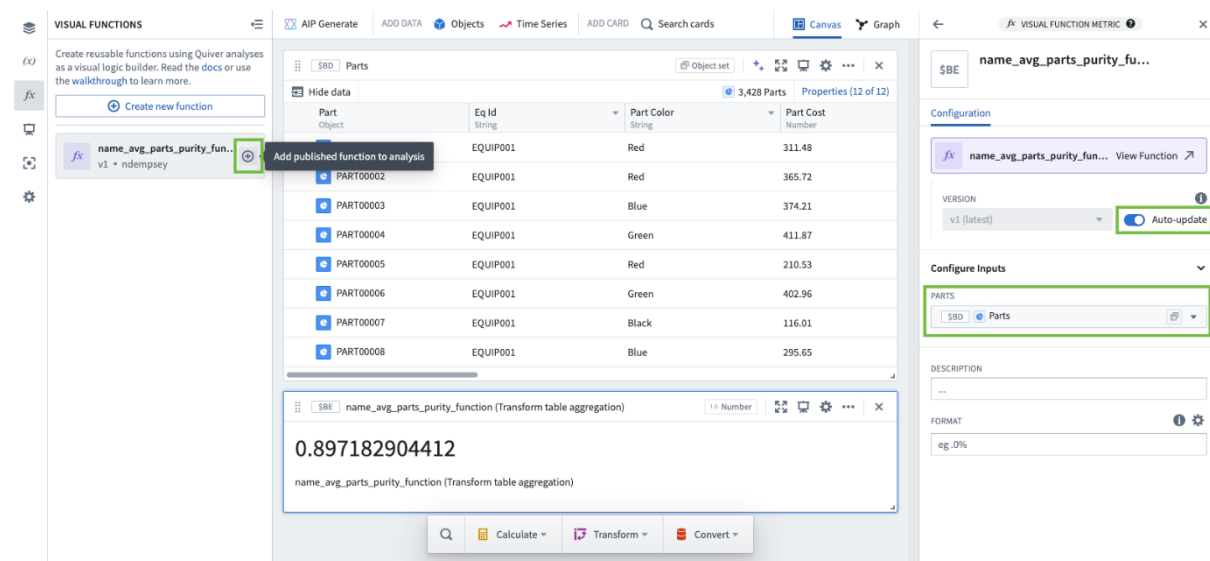 VISUAL FUNCTIONS
Create reusable functions using Quiver analyses
as a visual logic builder. Read the docs or use
the walkthrough to learn more.
Create new function
fx name_avg_parts_purity_fun...
v1 • ndempsey
Add published function to analysis
(x)
fx
AIP Generate ADD DATA Objects Time Series ADD CARD Search cards Canvas Graph
$BD Parts Object set
Hide data 3,428 Parts Properties (12 of 12)
Part Eq Id Part Color Part Cost
Object String String Number
EQUIP001 Red 311.48
PART00002 EQUIP001 Red 365.72
PART00003 EQUIP001 Blue 374.21
PART00004 EQUIP001 Green 411.87
PART00005 EQUIP001 Red 210.53
PART00006 EQUIP001 Green 402.96
PART00007 EQUIP001 Black 116.01
PART00008 EQUIP001 Blue 295.65
$BE name_avg_parts_purity_function (Transform table aggregation) 1.0 Number
0.897182904412
name_avg_parts_purity_function (Transform table aggregation)
Calculate Transform Convert
fx VISUAL FUNCTION METRIC ?
$BE name_avg_parts_purity_fu...
Configuration
fx name_avg_parts_purity_fun... View Function
VERSION
v1 (latest) Auto-update
Configure Inputs
PARTS
$BD Parts
DESCRIPTION
...
FORMAT
eg .0%